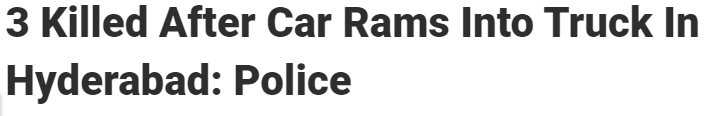 3 Killed After Car Rams Into Truck In
Hyderabad: Police